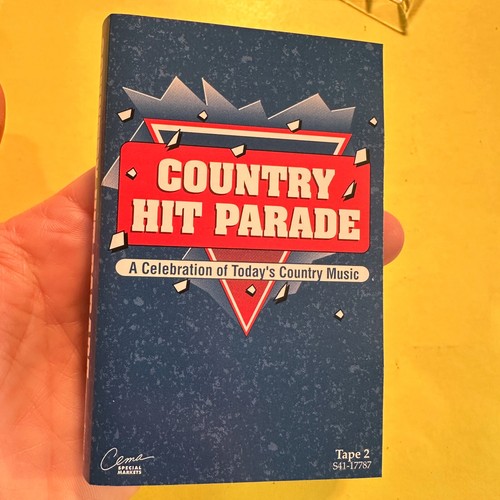 COUNTRY
HIT PARADE
A Celebration of Today's Country Music
Cema
SPECIAL
MARKETS
Tape 2
S41-17787